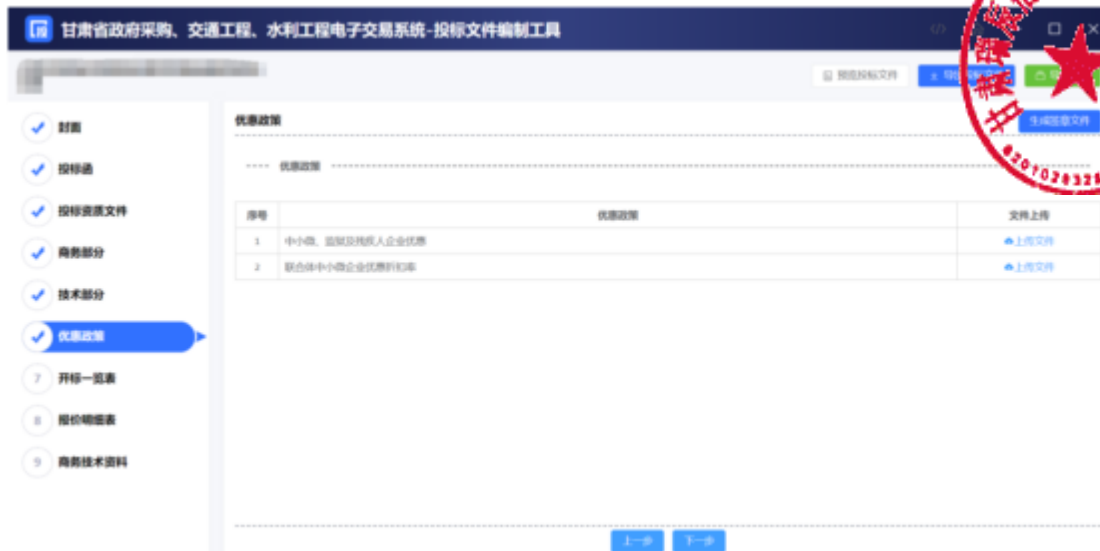 甘肃省政府采购、交通工程、水利工程电子交易系统-投标文件编制工具
预览投标文件
生成签章文件
封面
投标函
投标资质文件
商务部分
技术部分
优惠政策
7 开标一览表
8 报价明细表
9 商务技术资料
优惠政策
优惠政策
序号 优惠政策 文件上传
1 中小微、监狱及残疾人企业优惠 上传文件
2 联合体中小微企业优惠折扣率 上传文件
上一步 下一步